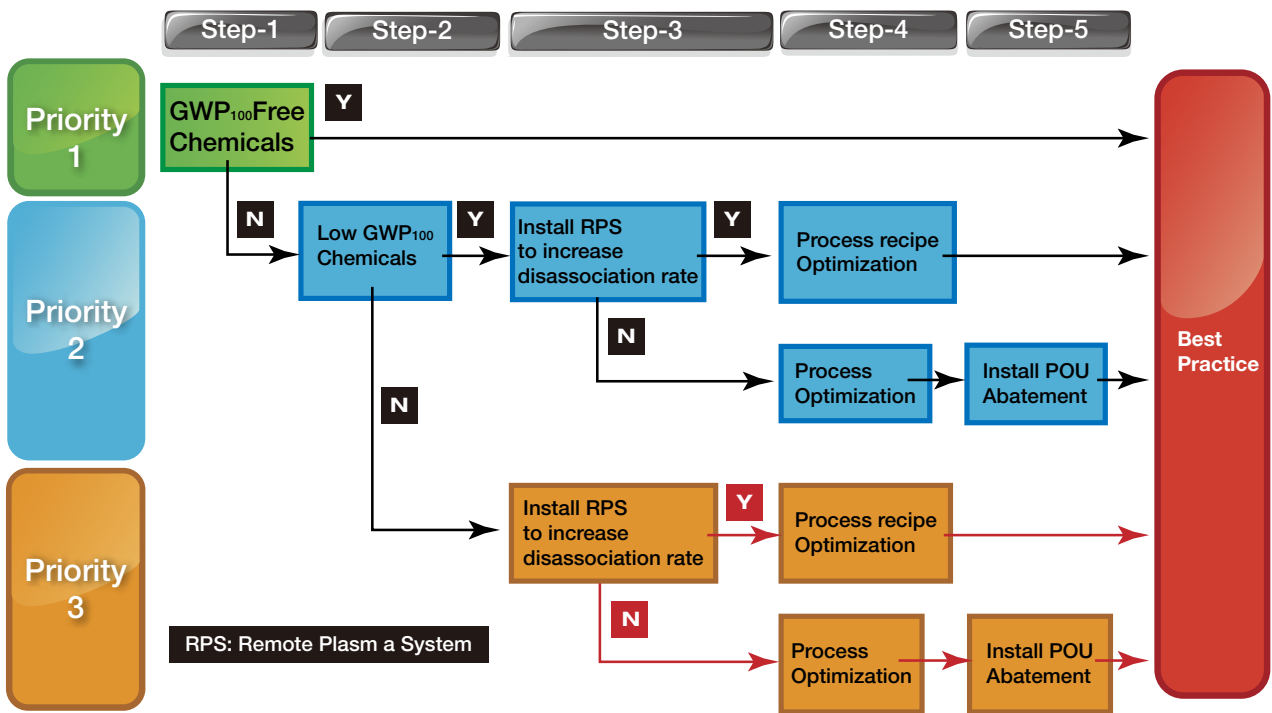 Step-1
Step-2
Step-3
Step-4
Step-5
Priority
1
GWP₁₀₀Free
Chemicals
Y
N
Priority
2
Low GWP₁₀₀
Chemicals
Y
Install RPS
to increase
disassociation rate
Y
Process recipe
Optimization
N
Process
Optimization
Install POU
Abatement
N
Best
Practice
Priority
3
Install RPS
to increase
disassociation rate
Y
Process recipe
Optimization
N
Process
Optimization
Install POU
Abatement
RPS: Remote Plasm a System